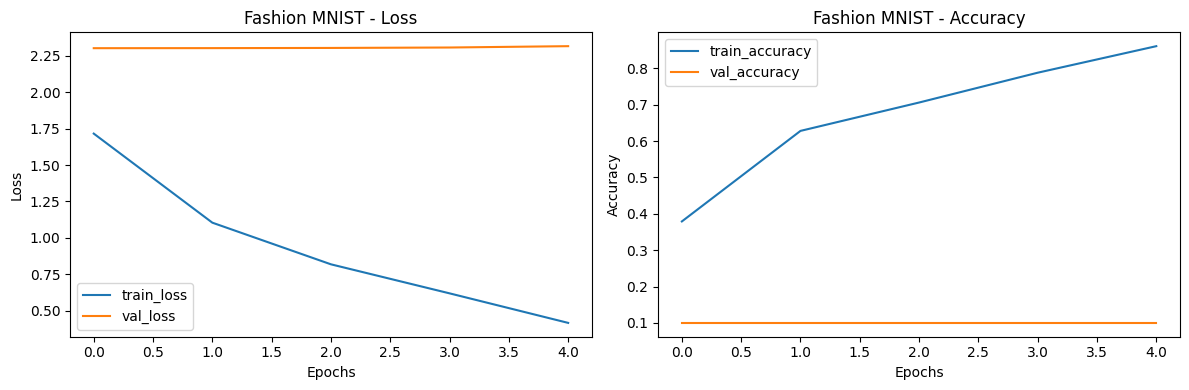 Fashion MNIST - Loss
2.25
2.00
1.75
1.50
1.25
1.00
0.75
0.50
Loss
train_loss
val_loss
0.0 0.5 1.0 1.5 2.0 2.5 3.0 3.5 4.0
Epochs
Fashion MNIST - Accuracy
train_accuracy
val_accuracy
0.8
0.7
0.6
0.5
0.4
0.3
0.2
0.1
Accuracy
0.0 0.5 1.0 1.5 2.0 2.5 3.0 3.5 4.0
Epochs